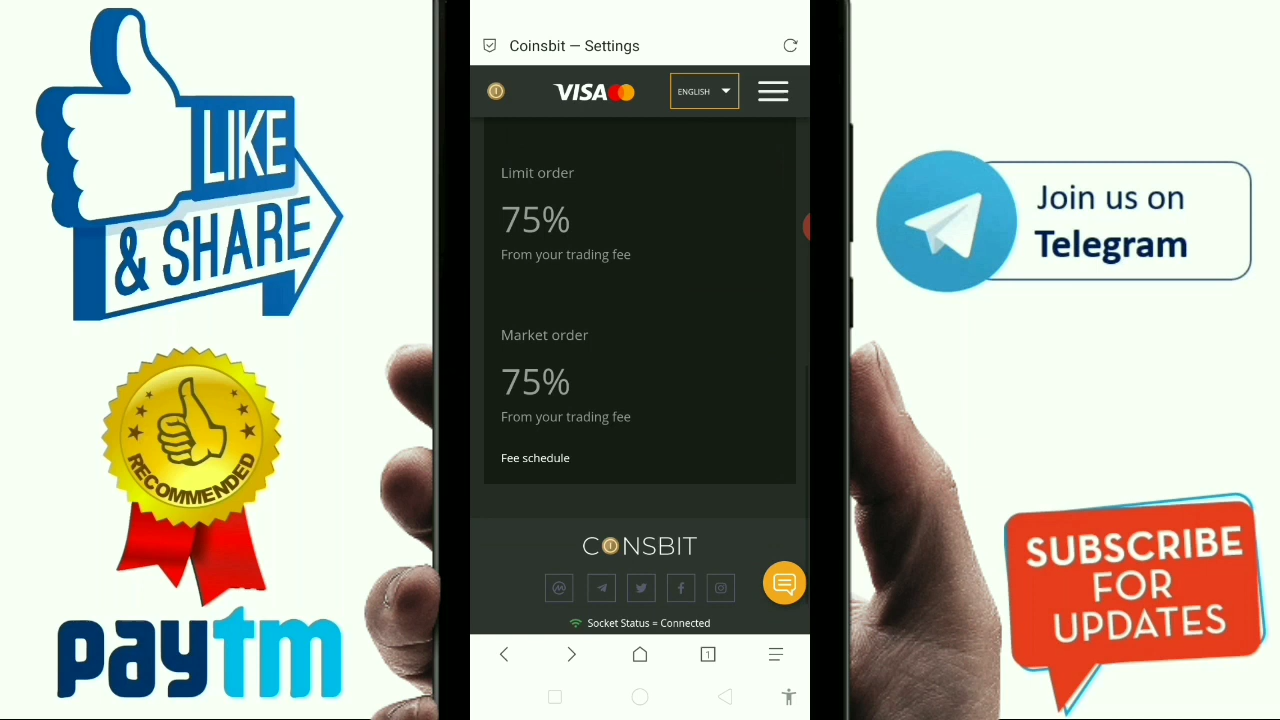 LIKE
& SHARE
RECOMMENDED
paytm
Coinsbit — Settings
VISA
ENGLISH
Limit order
75%
From your trading fee
Market order
75%
From your trading fee
Fee schedule
COINSBIT
Socket Status = Connected
1
Join us on
Telegram
SUBSCRIBE
FOR
UPDATES